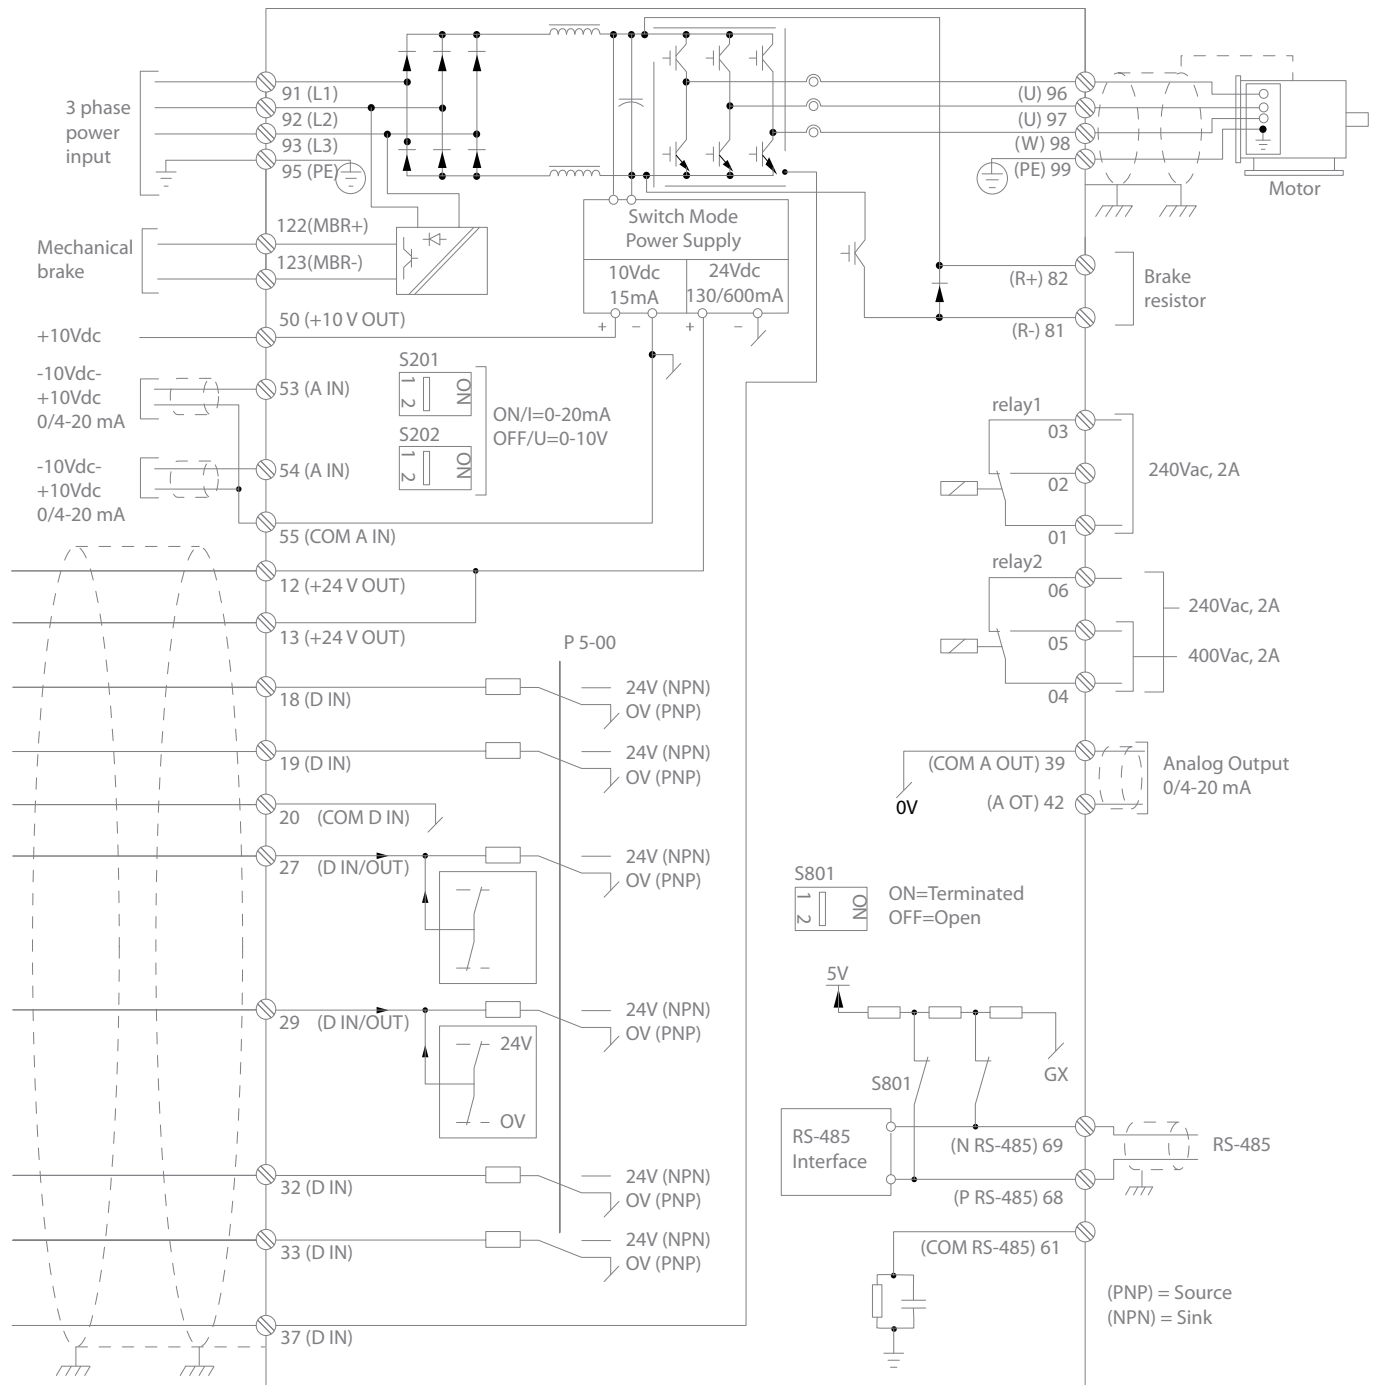 3 phase
power
input
91 (L1)
92 (L2)
93 (L3)
95 (PE)
(U) 96
(U) 97
(W) 98
(PE) 99
Motor
Switch Mode
Power Supply
10Vdc
15mA
24Vdc
130/600mA
+ − + −
Mechanical
brake
122(MBR+)
123(MBR-)
(R+) 82
(R-) 81
Brake
resistor
+10Vdc
50 (+10 V OUT)
-10Vdc-
+10Vdc
0/4-20 mA
53 (A IN)
S201
1 2 ON
S202
1 2 ON
ON/I=0-20mA
OFF/U=0-10V
-10Vdc-
+10Vdc
0/4-20 mA
54 (A IN)
55 (COM A IN)
relay1
03
02
01
240Vac, 2A
12 (+24 V OUT)
13 (+24 V OUT)
relay2
06
05
04
240Vac, 2A
400Vac, 2A
P 5-00
18 (D IN)
24V (NPN)
OV (PNP)
19 (D IN)
24V (NPN)
OV (PNP)
20 (COM D IN)
27 (D IN/OUT)
24V (NPN)
OV (PNP)
29 (D IN/OUT)
24V (NPN)
OV (PNP)
24V
OV
32 (D IN)
24V (NPN)
OV (PNP)
33 (D IN)
24V (NPN)
OV (PNP)
37 (D IN)
(COM A OUT) 39
(A OT) 42
0V
Analog Output
0/4-20 mA
S801
1 2 ON
ON=Terminated
OFF=Open
5V
S801
GX
RS-485
Interface
(N RS-485) 69
(P RS-485) 68
RS-485
(COM RS-485) 61
(PNP) = Source
(NPN) = Sink